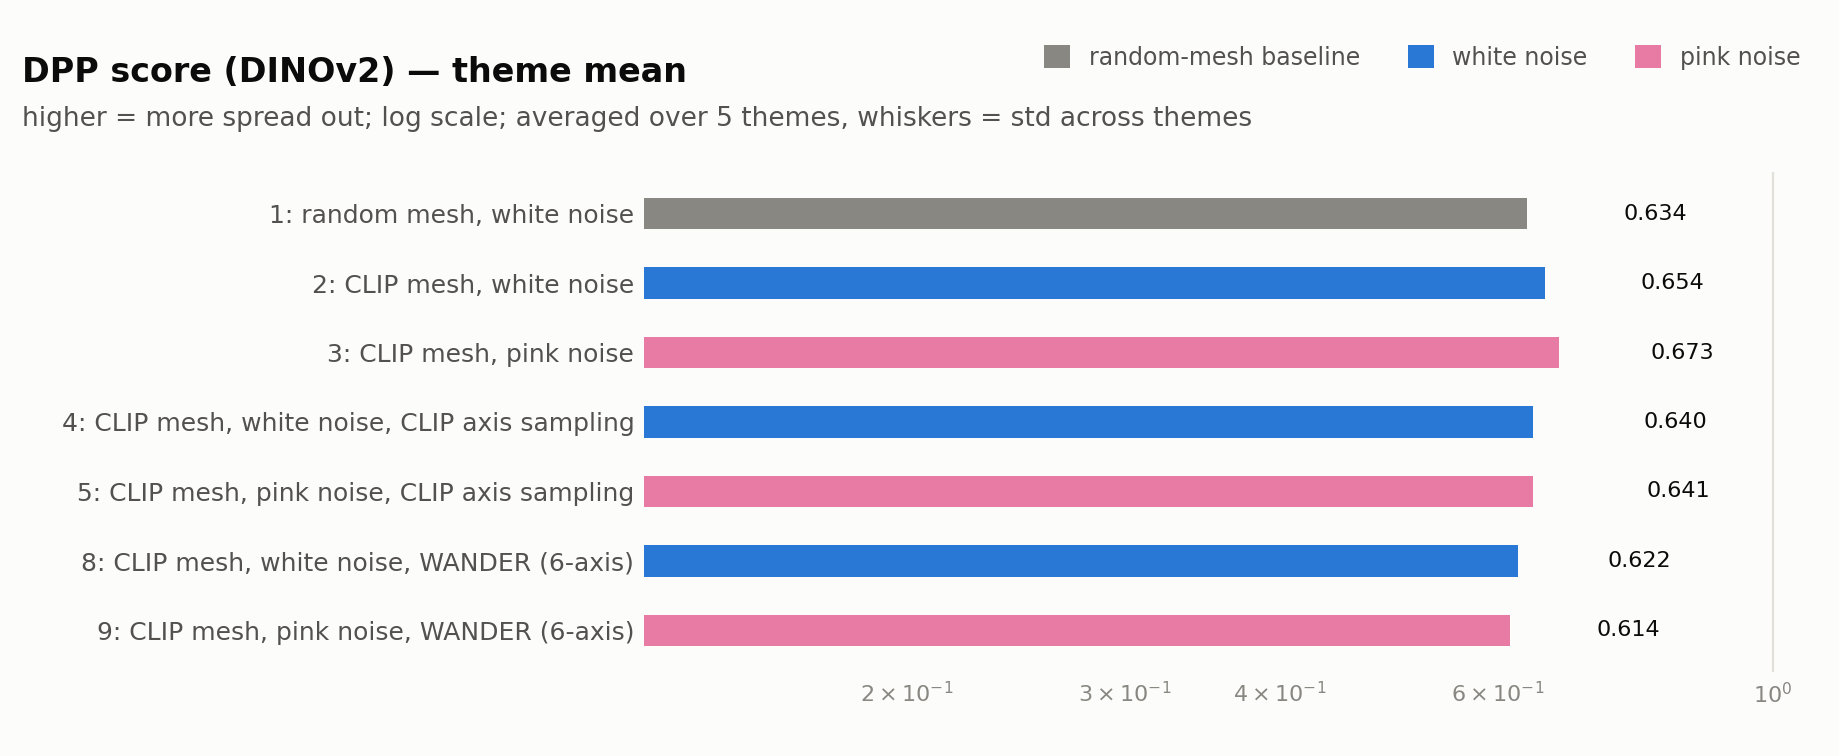 DPP score (DINOv2) — theme mean
random-mesh baseline
white noise
pink noise
higher = more spread out; log scale; averaged over 5 themes, whiskers = std across themes
1: random mesh, white noise
0.634
2: CLIP mesh, white noise
0.654
3: CLIP mesh, pink noise
0.673
4: CLIP mesh, white noise, CLIP axis sampling
0.640
5: CLIP mesh, pink noise, CLIP axis sampling
0.641
8: CLIP mesh, white noise, WANDER (6-axis)
0.622
9: CLIP mesh, pink noise, WANDER (6-axis)
0.614
2 × 10⁻¹
3 × 10⁻¹
4 × 10⁻¹
6 × 10⁻¹
10⁰